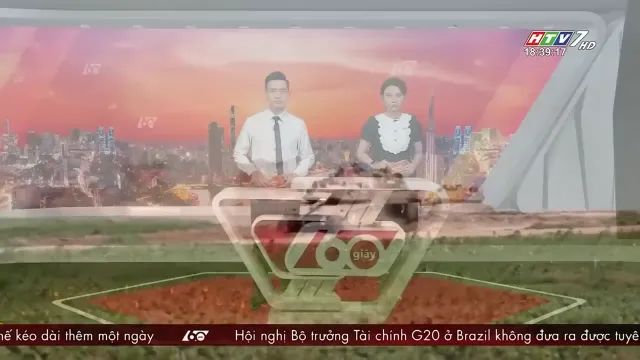 HTV7 HD
18:39:17
60 giây
hế kéo dài thêm một ngày 60 Hội nghị Bộ trưởng Tài chính G20 ở Brazil không đưa ra được tuyê